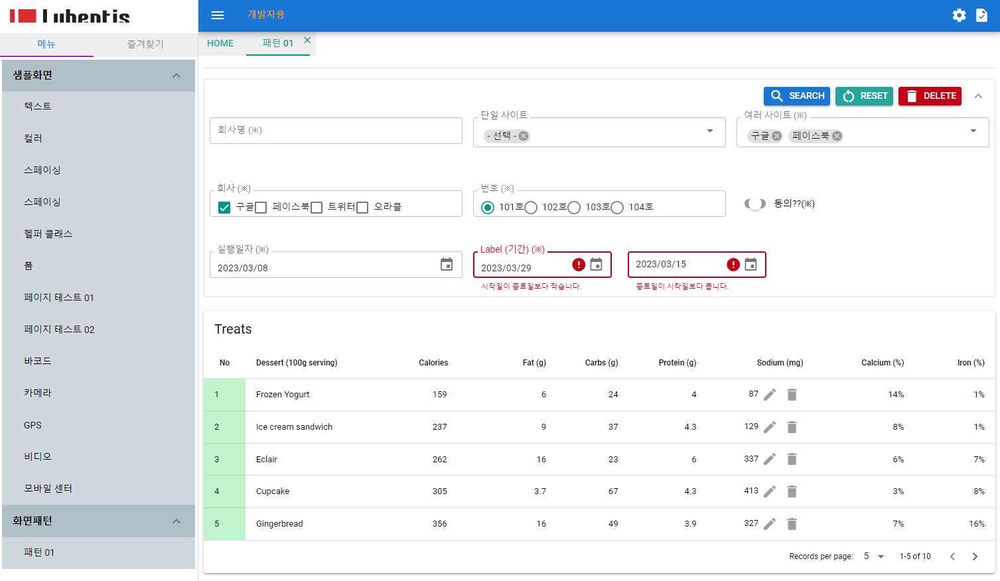 Luhentis
개발자용
메뉴
즐겨찾기
HOME
패턴 01
샘플화면
텍스트
컬러
스페이싱
스페이싱
헬퍼 클래스
폼
페이지 테스트 01
페이지 테스트 02
바코드
카메라
GPS
비디오
모바일 센터
화면패턴
패턴 01
SEARCH
RESET
DELETE
회사명 (※)
단일 사이트
- 선택 -
여러 사이트 (※)
구글 페이스북
회사 (※)
구글 페이스북 트위터 오라클
번호 (※)
101호 102호 103호 104호
동의??(※)
실행일자 (※)
2023/03/08
Label (기간) (※)
2023/03/29
시작일이 종료일보다 작습니다.
2023/03/15
종료일이 시작일보다 큽니다.
Treats
No Dessert (100g serving) Calories Fat (g) Carbs (g) Protein (g) Sodium (mg) Calcium (%) Iron (%)
1 Frozen Yogurt 159 6 24 4 87 14% 1%
2 Ice cream sandwich 237 9 37 4.3 129 8% 1%
3 Eclair 262 16 23 6 337 6% 7%
4 Cupcake 305 3.7 67 4.3 413 3% 8%
5 Gingerbread 356 16 49 3.9 327 7% 16%
Records per page: 5 1-5 of 10